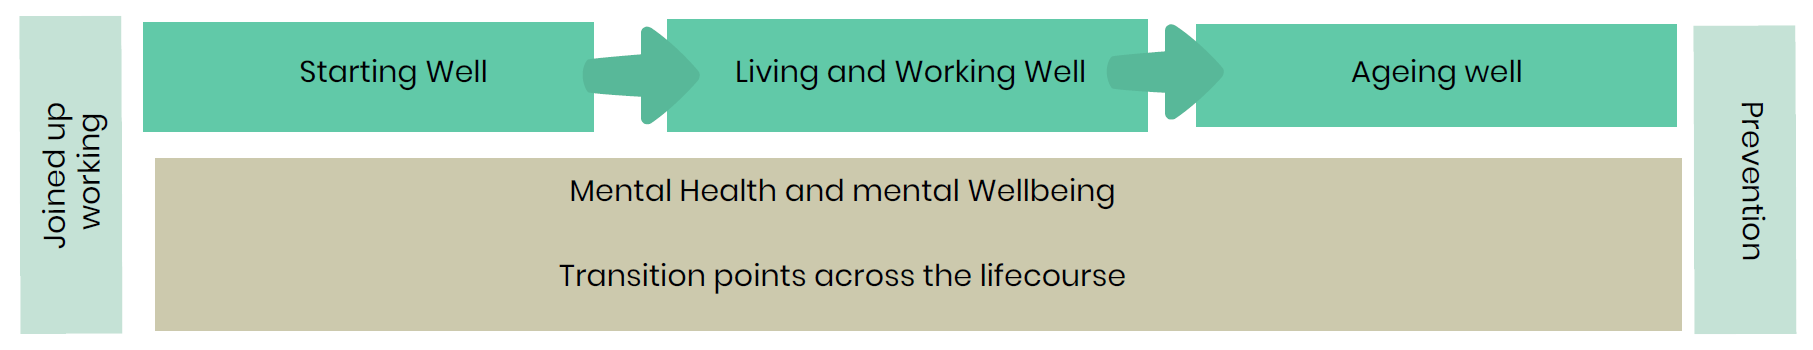 Joined up
working
Starting Well
Living and Working Well
Ageing well
Mental Health and mental Wellbeing
Transition points across the lifecourse
Prevention